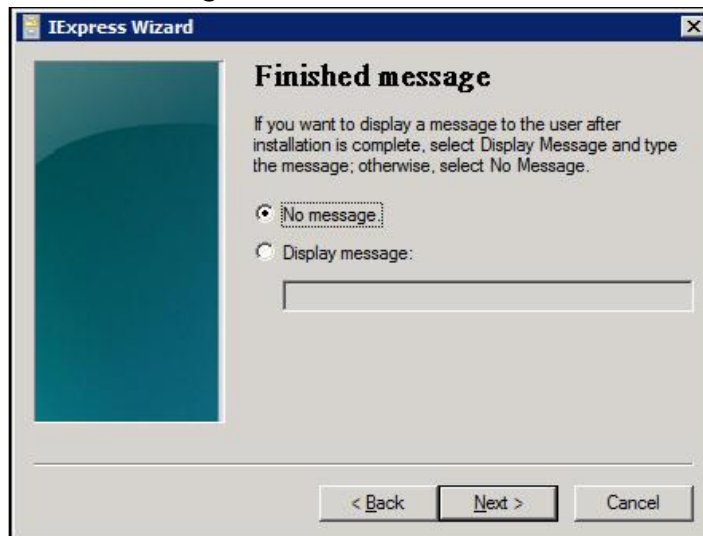 IExpress Wizard
Finished message
If you want to display a message to the user after
installation is complete, select Display Message and type
the message; otherwise, select No Message.
No message.
Display message:
< Back
Next >
Cancel